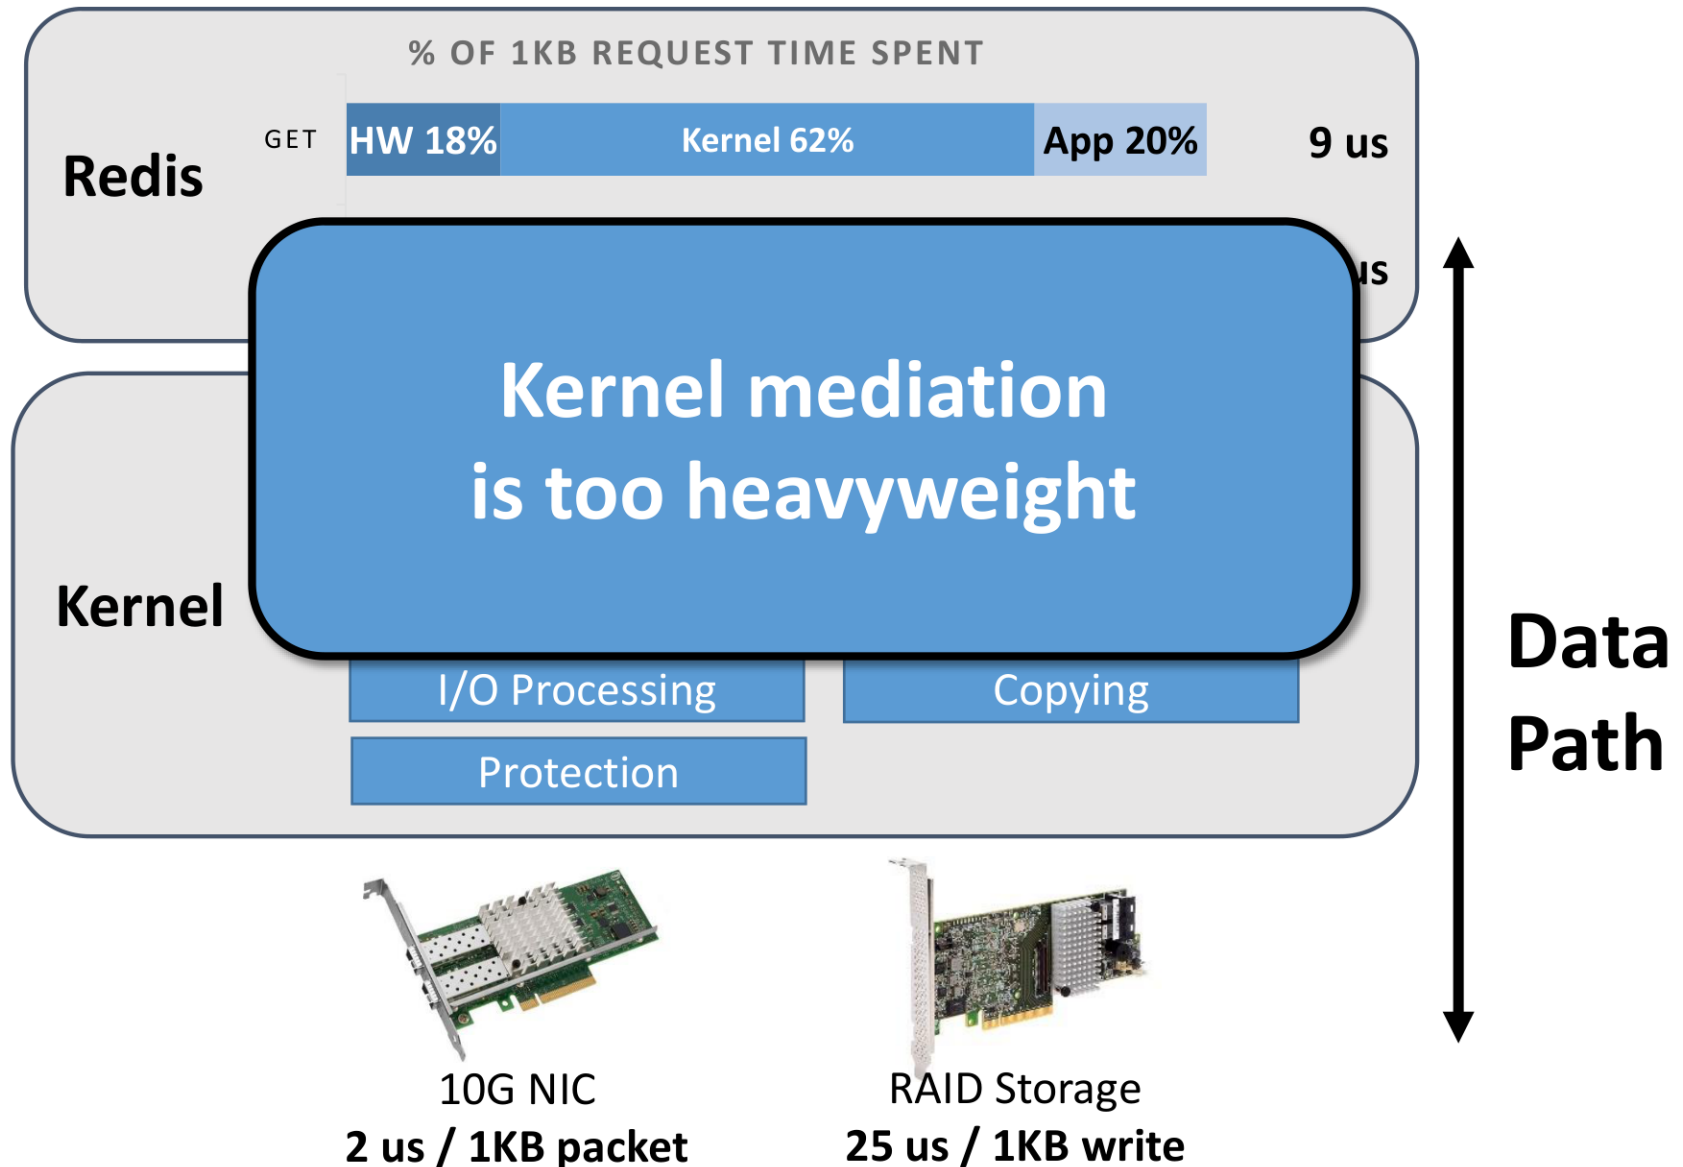 % OF 1KB REQUEST TIME SPENT
Redis
GET
HW 18%
Kernel 62%
App 20%
9 us
us
Kernel mediation
is too heavyweight
Kernel
I/O Processing
Copying
Protection
Data
Path
10G NIC
2 us / 1KB packet
RAID Storage
25 us / 1KB write